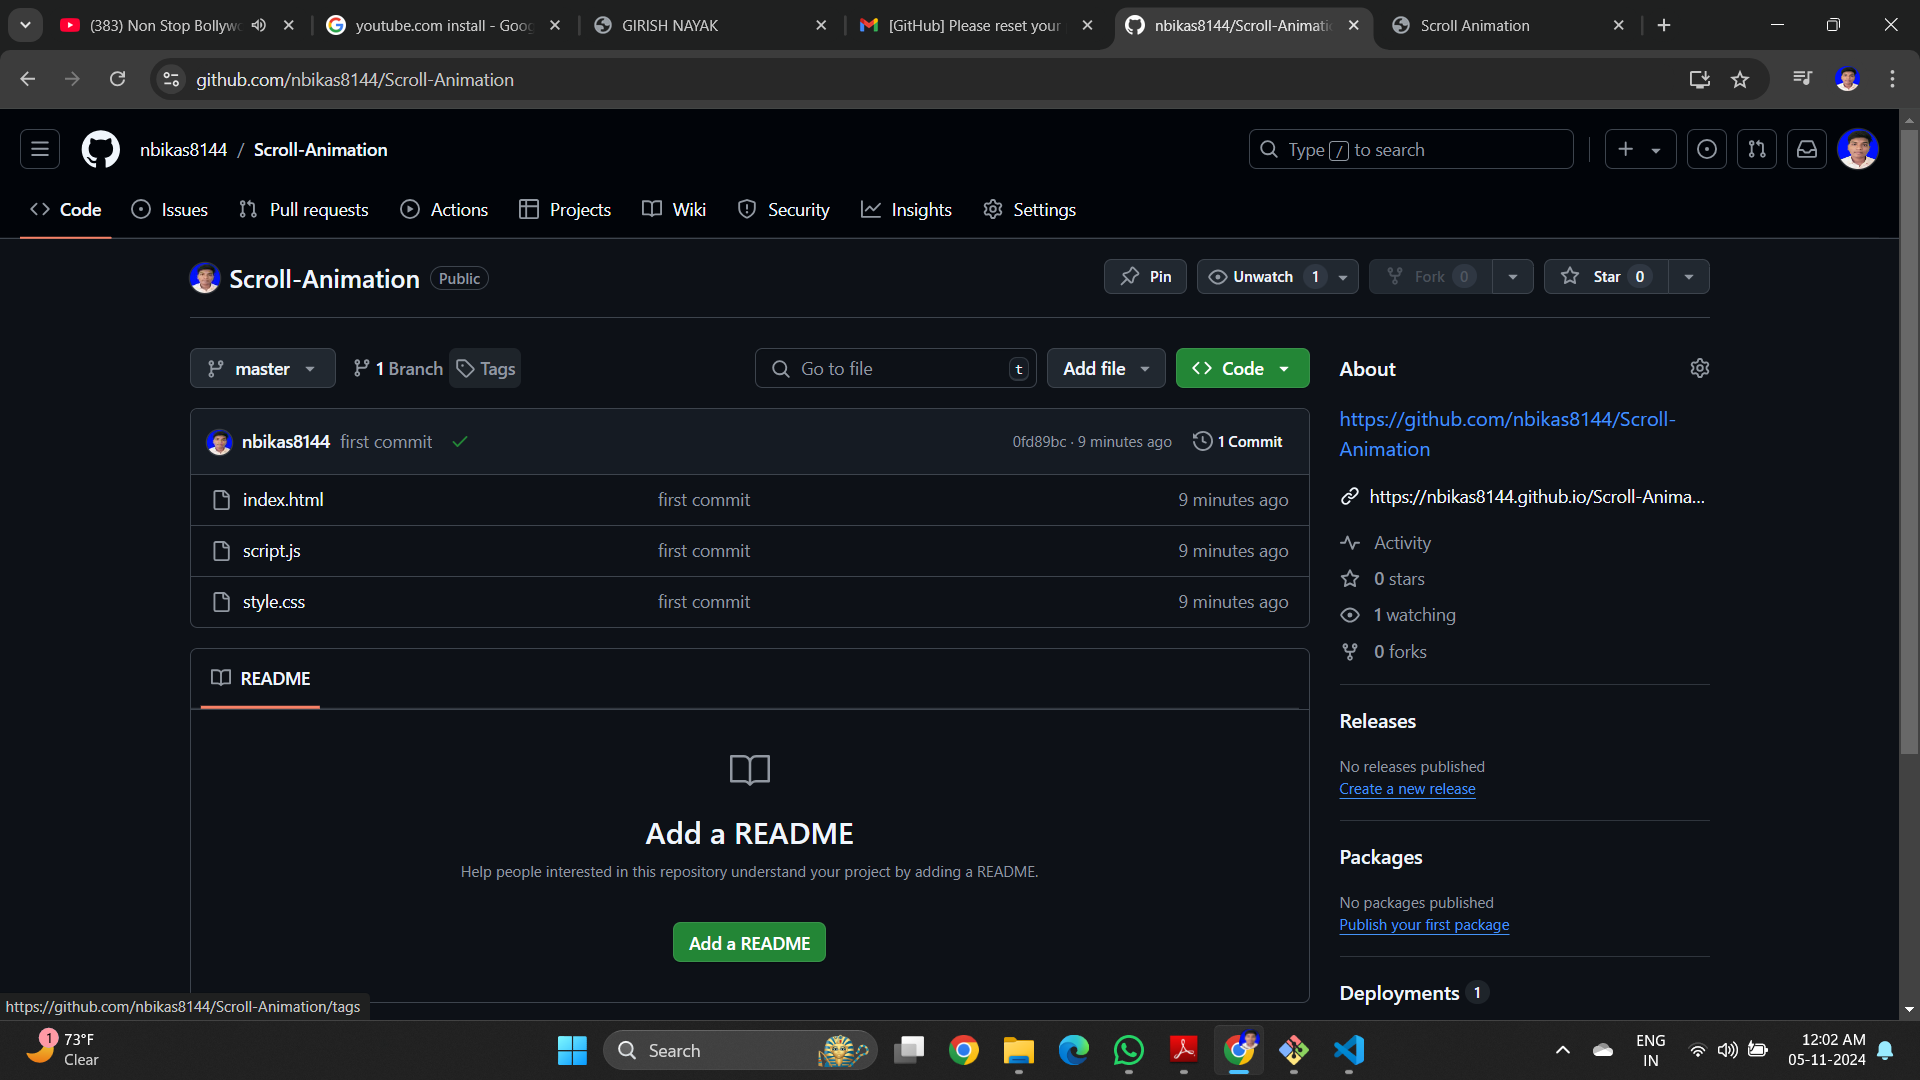 (383) Non Stop Bollyw
youtube.com install - Goog
GIRISH NAYAK
[GitHub] Please reset your
nbikas8144/Scroll-Animatio
Scroll Animation
github.com/nbikas8144/Scroll-Animation
nbikas8144 / Scroll-Animation
Type / to search
Code
Issues
Pull requests
Actions
Projects
Wiki
Security
Insights
Settings
Scroll-Animation Public
Pin
Unwatch 1
Fork 0
Star 0
master
1 Branch
Tags
Go to file t
Add file
Code
nbikas8144 first commit
0fd89bc · 9 minutes ago
1 Commit
index.html first commit 9 minutes ago
script.js first commit 9 minutes ago
style.css first commit 9 minutes ago
README
Add a README
Help people interested in this repository understand your project by adding a README.
Add a README
About
https://github.com/nbikas8144/Scroll-
Animation
https://nbikas8144.github.io/Scroll-Anima...
Activity
0 stars
1 watching
0 forks
Releases
No releases published
Create a new release
Packages
No packages published
Publish your first package
Deployments 1
https://github.com/nbikas8144/Scroll-Animation/tags
1
73°F
Clear
Search
ENG
IN
12:02 AM
05-11-2024